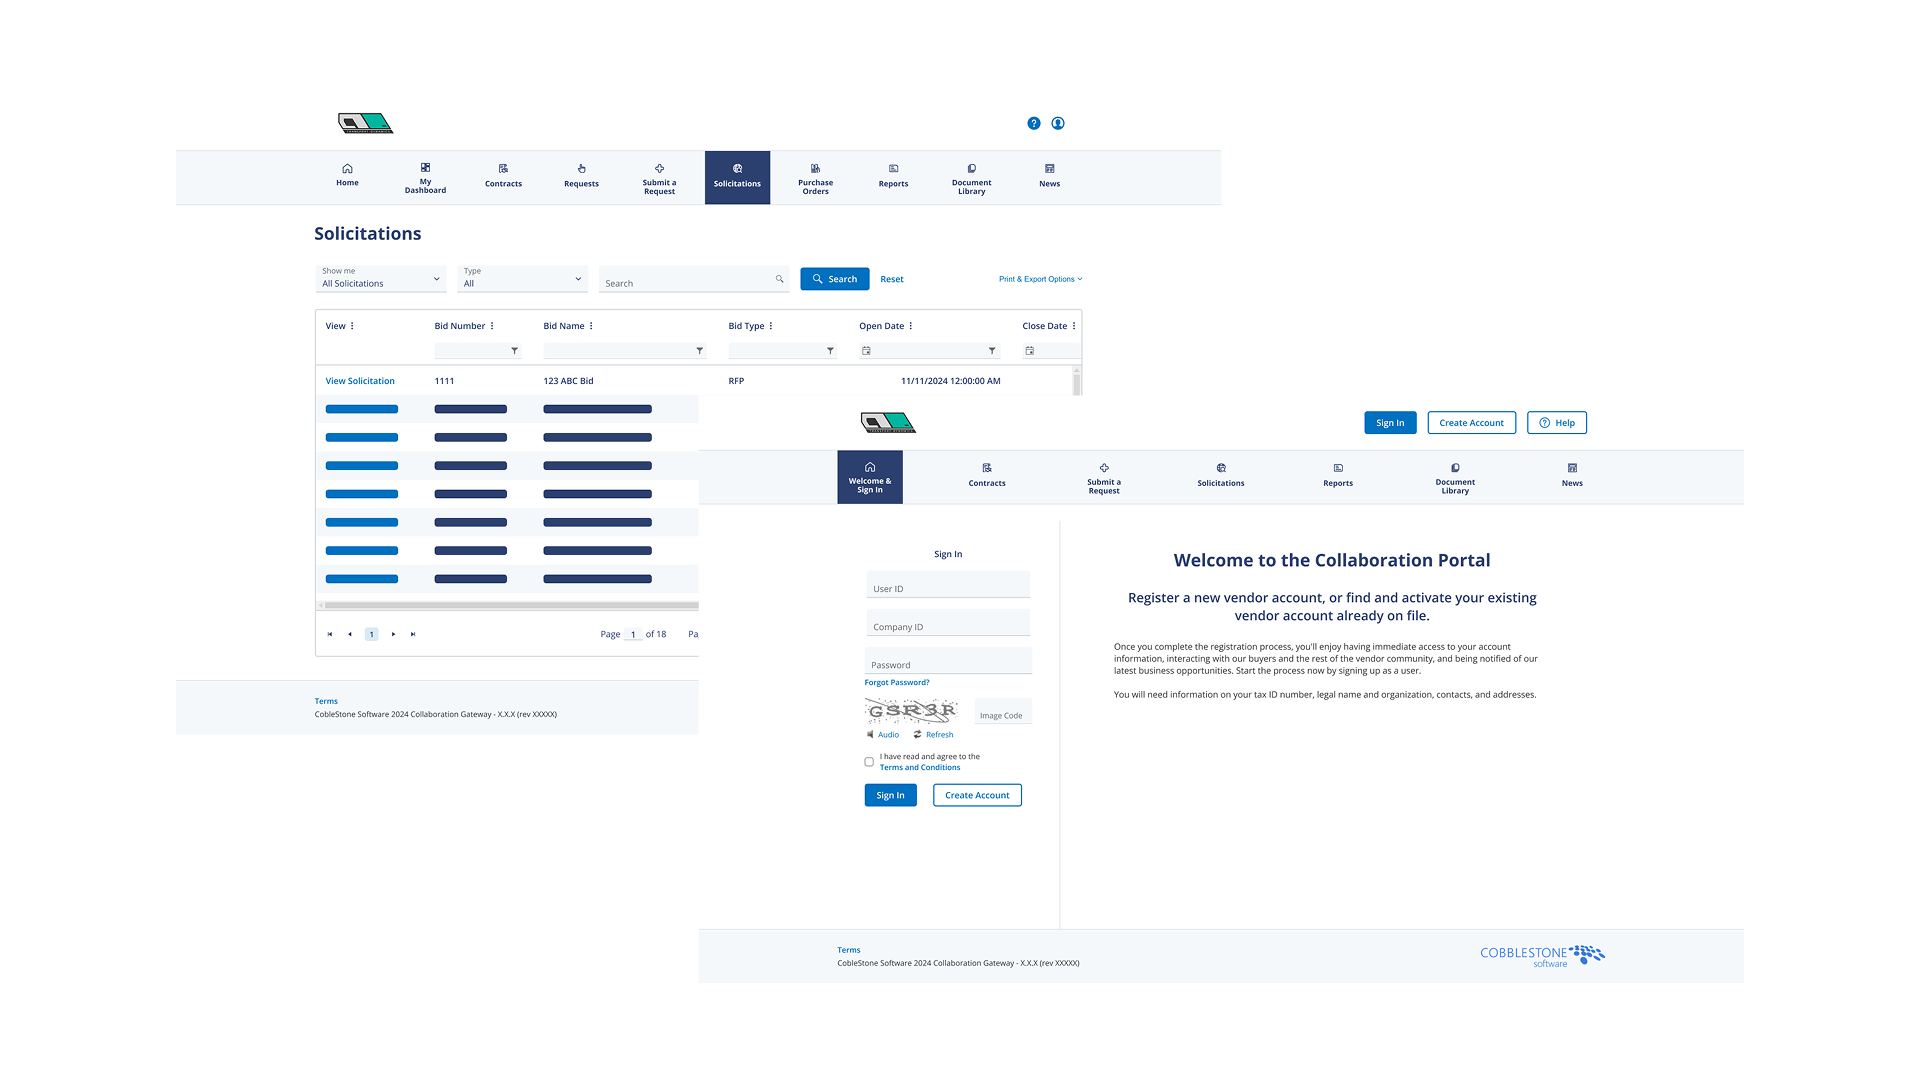 Home
My
Dashboard
Contracts
Requests
Submit a
Request
Solicitations
Purchase
Orders
Reports
Document
Library
News
Solicitations
Show me
All Solicitations
Type
All
Search
Search
Reset
Print & Export Options
View
Bid Number
Bid Name
Bid Type
Open Date
Close Date
View Solicitation
1111
123 ABC Bid
RFP
11/11/2024 12:00:00 AM
1
Page 1 of 18 Pa
Terms
CobleStone Software 2024 Collaboration Gateway - X.X.X (rev XXXXX)
Sign In
Create Account
Help
Welcome &
Sign In
Contracts
Submit a
Request
Solicitations
Reports
Document
Library
News
Sign In
User ID
Company ID
Password
Forgot Password?
GSR3R
Image Code
Audio
Refresh
I have read and agree to the
Terms and Conditions
Sign In
Create Account
Welcome to the Collaboration Portal
Register a new vendor account, or find and activate your existing
vendor account already on file.
Once you complete the registration process, you'll enjoy having immediate access to your account
information, interacting with our buyers and the rest of the vendor community, and being notified of our
latest business opportunities. Start the process now by signing up as a user.
You will need information on your tax ID number, legal name and organization, contacts, and addresses.
Terms
CobleStone Software 2024 Collaboration Gateway - X.X.X (rev XXXXX)
COBBLESTONE
software